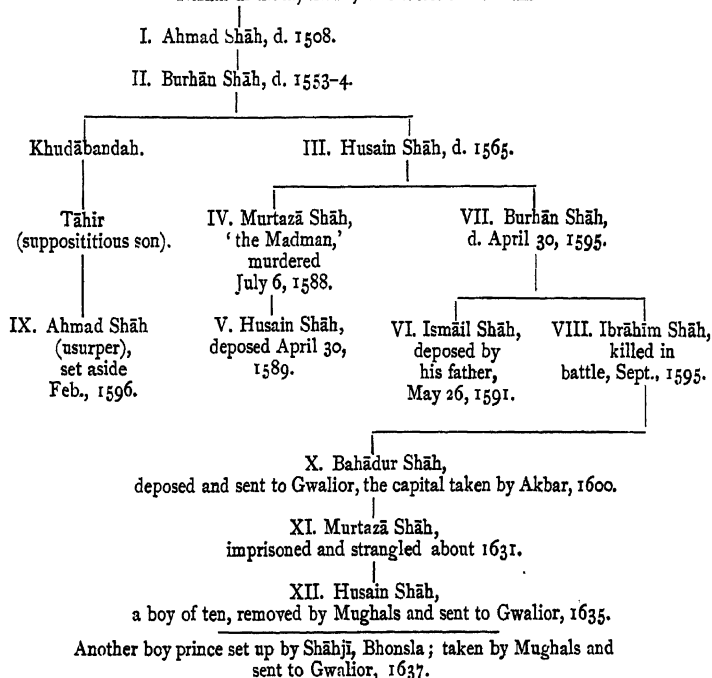 I. Ahmad Shāh, d. 1508.
II. Burhān Shāh, d. 1553-4.
Khudābandah.
III. Husain Shāh, d. 1565.
Tāhir
(supposititious son).
IV. Murtazā Shāh,
‘the Madman,’
murdered
July 6, 1588.
VII. Burhān Shāh,
d. April 30, 1595.
IX. Ahmad Shāh
(usurper),
set aside
Feb., 1596.
V. Husain Shāh,
deposed April 30,
1589.
VI. Ismāīl Shāh,
deposed by
his father,
May 26, 1591.
VIII. Ibrāhīm Shāh,
killed in
battle, Sept., 1595.
X. Bahādur Shāh,
deposed and sent to Gwalior, the capital taken by Akbar, 1600.
XI. Murtazā Shāh,
imprisoned and strangled about 1631.
XII. Husain Shāh,
a boy of ten, removed by Mughals and sent to Gwalior, 1635.
Another boy prince set up by Shāhjī, Bhonsla; taken by Mughals and
sent to Gwalior, 1637.